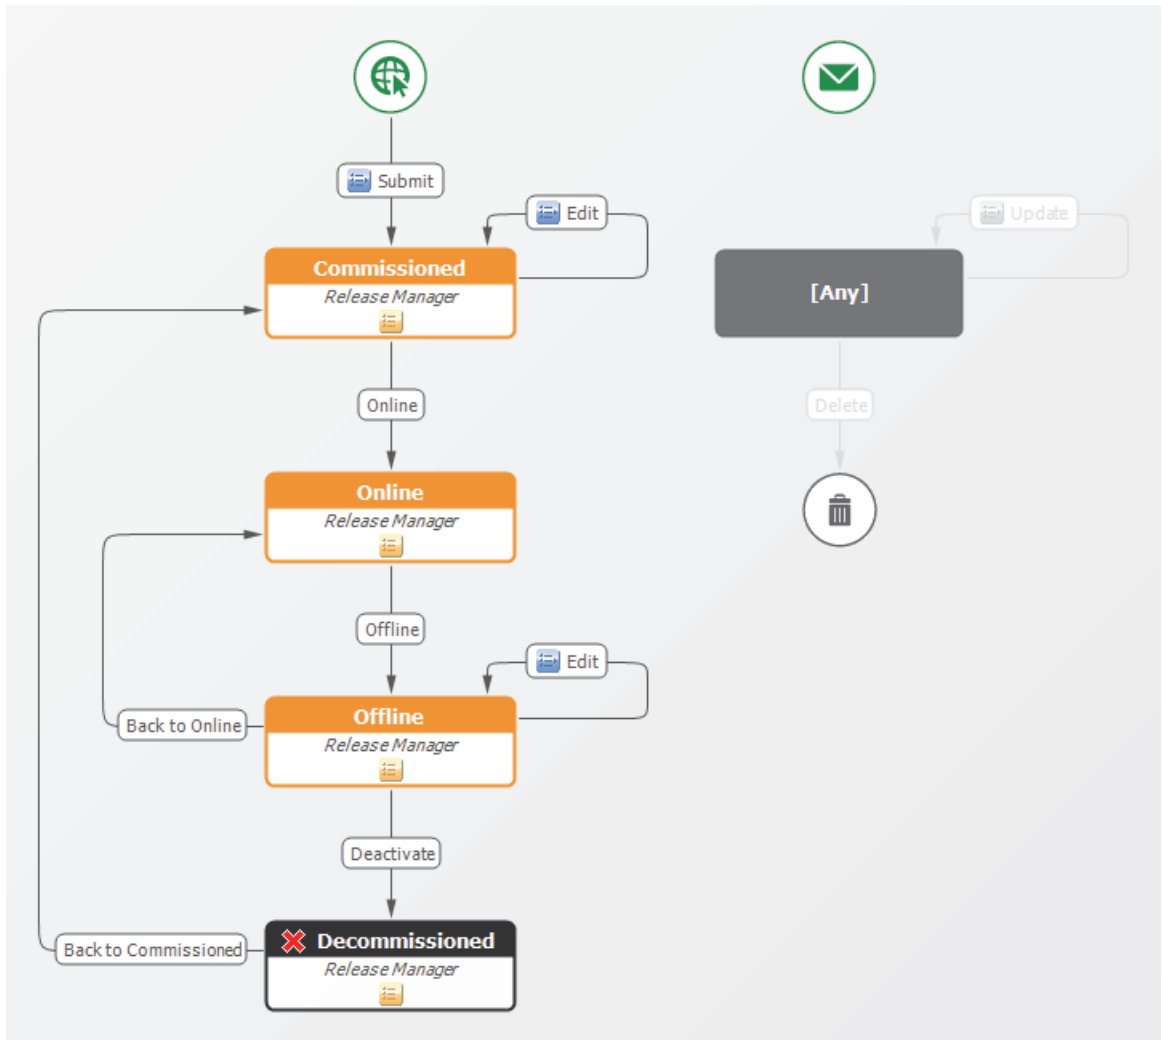 Submit
Edit
Commissioned
Release Manager
Online
Online
Release Manager
Offline
Edit
Offline
Release Manager
Back to Online
Deactivate
Decommissioned
Release Manager
Back to Commissioned
Update
[Any]
Delete